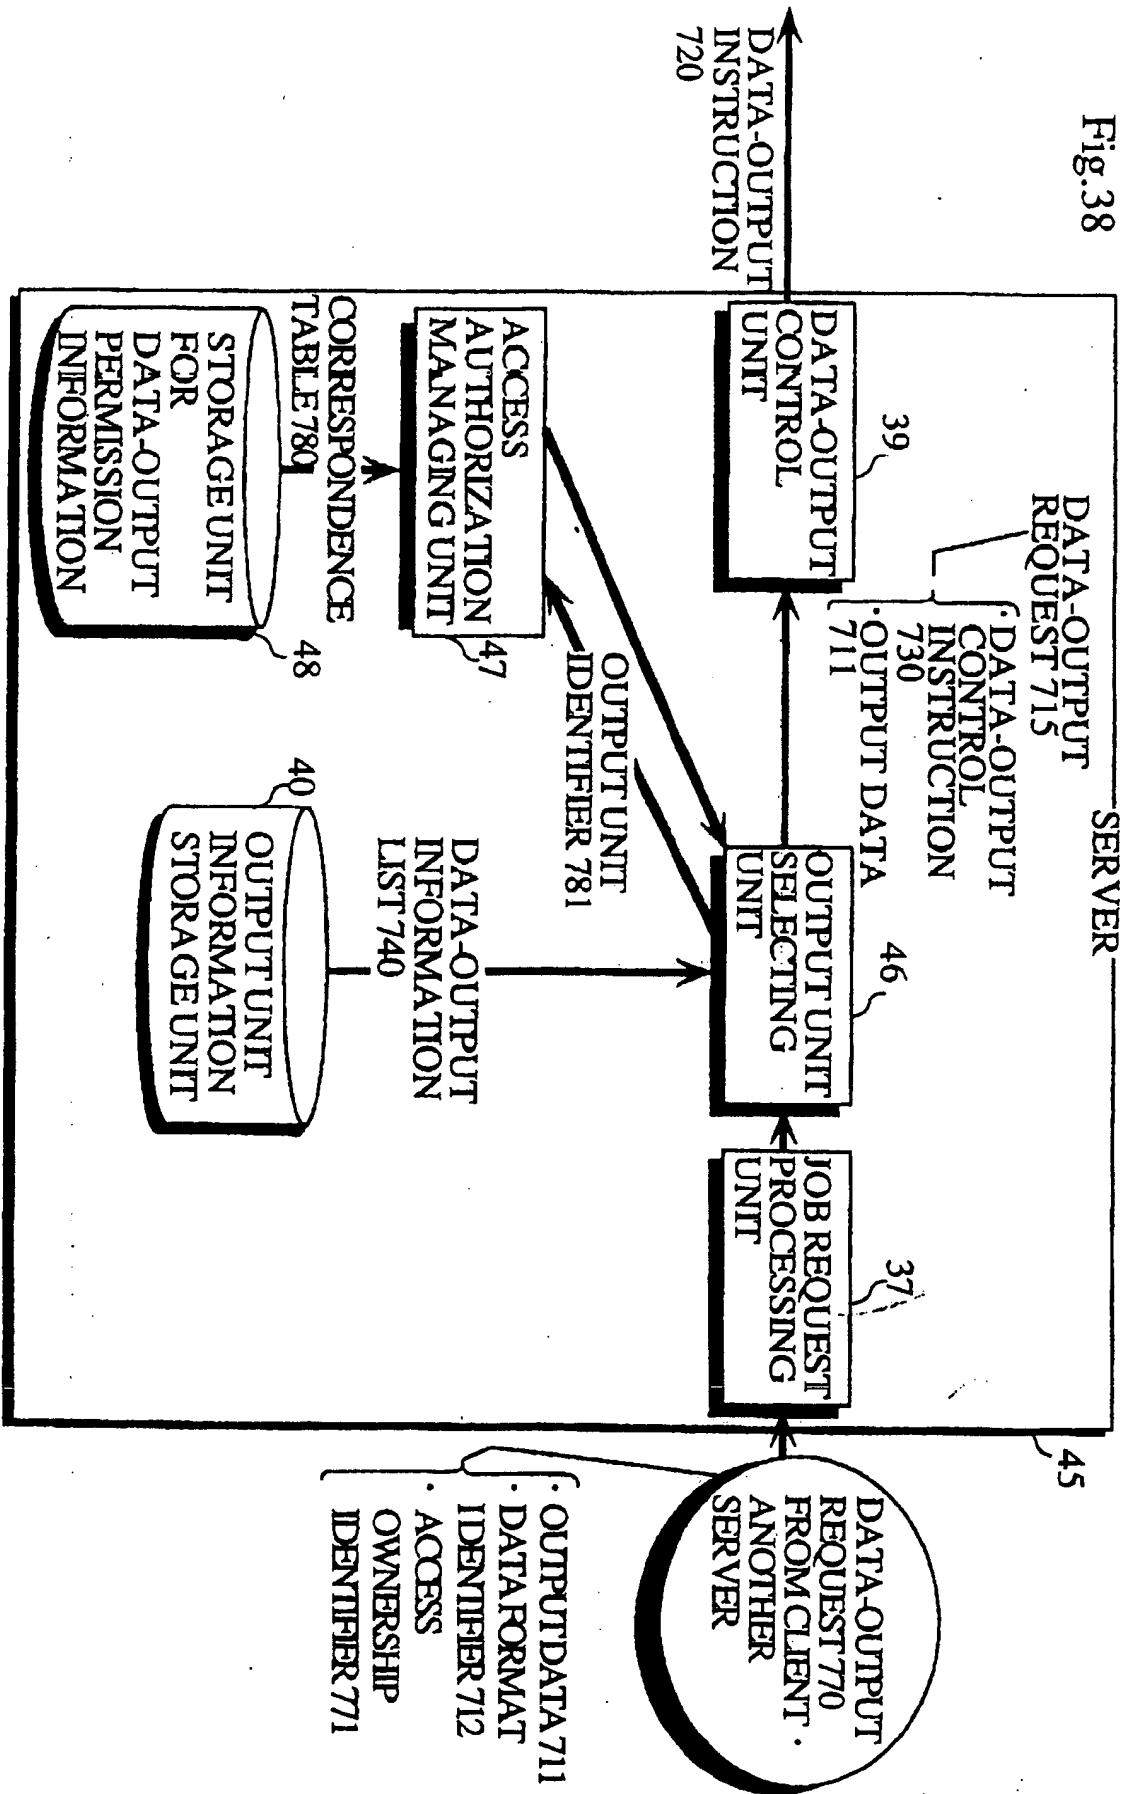 Fig.38
SERVER
45
DATA-OUTPUT
REQUEST 715
· DATA-OUTPUT
CONTROL
INSTRUCTION
730
· OUTPUT DATA
711
DATA-OUTPUT
INSTRUCTION
720
39
DATA-OUTPUT
CONTROL
UNIT
46
OUTPUT UNIT
SELECTING
UNIT
37
JOB REQUEST
PROCESSING
UNIT
DATA-OUTPUT
REQUEST 770
FROM CLIENT ·
ANOTHER
SERVER
· OUTPUT DATA 711
· DATA FORMAT
IDENTIFIER 712
· ACCESS
OWNERSHIP
IDENTIFIER 771
OUTPUT UNIT
IDENTIFIER 781
ACCESS
AUTHORIZATION
MANAGING UNIT
47
CORRESPONDENCE
TABLE 780
DATA-OUTPUT
INFORMATION
LIST 740
48
STORAGE UNIT
FOR
DATA-OUTPUT
PERMISSION
INFORMATION
40
OUTPUT UNIT
INFORMATION
STORAGE UNIT